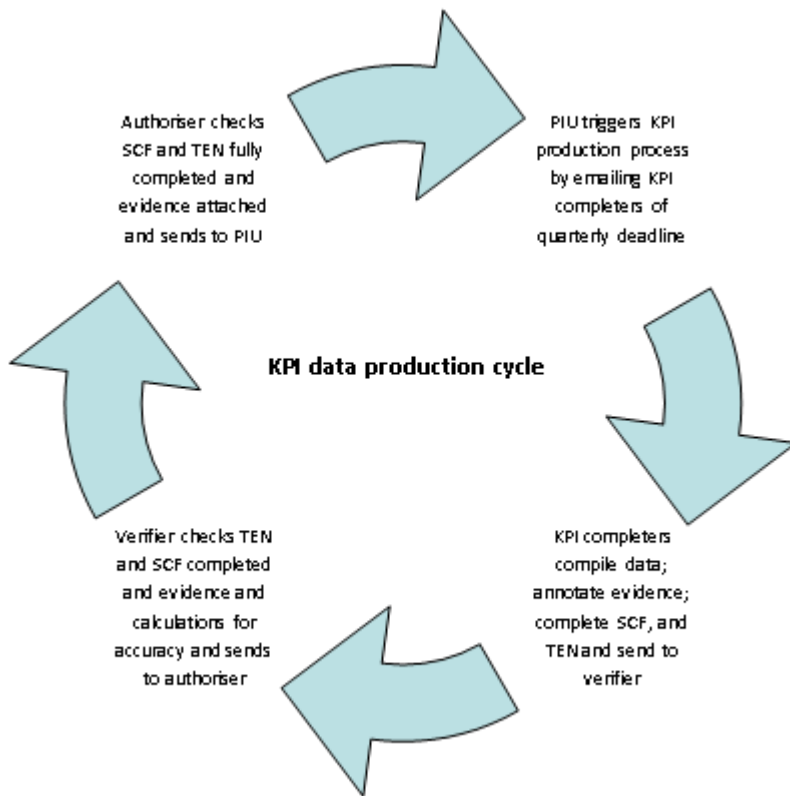 Authoriser checks
SCF and TEN fully
completed and
evidence attached
and sends to PIU
PIU triggers KPI
production process
by emailing KPI
completers of
quarterly deadline
KPI data production cycle
Verifier checks TEN
and SCF completed
and evidence and
calculations for
accuracy and sends
to authoriser
KPI completers
compile data;
annotate evidence;
complete SCF, and
TEN and send to
verifier